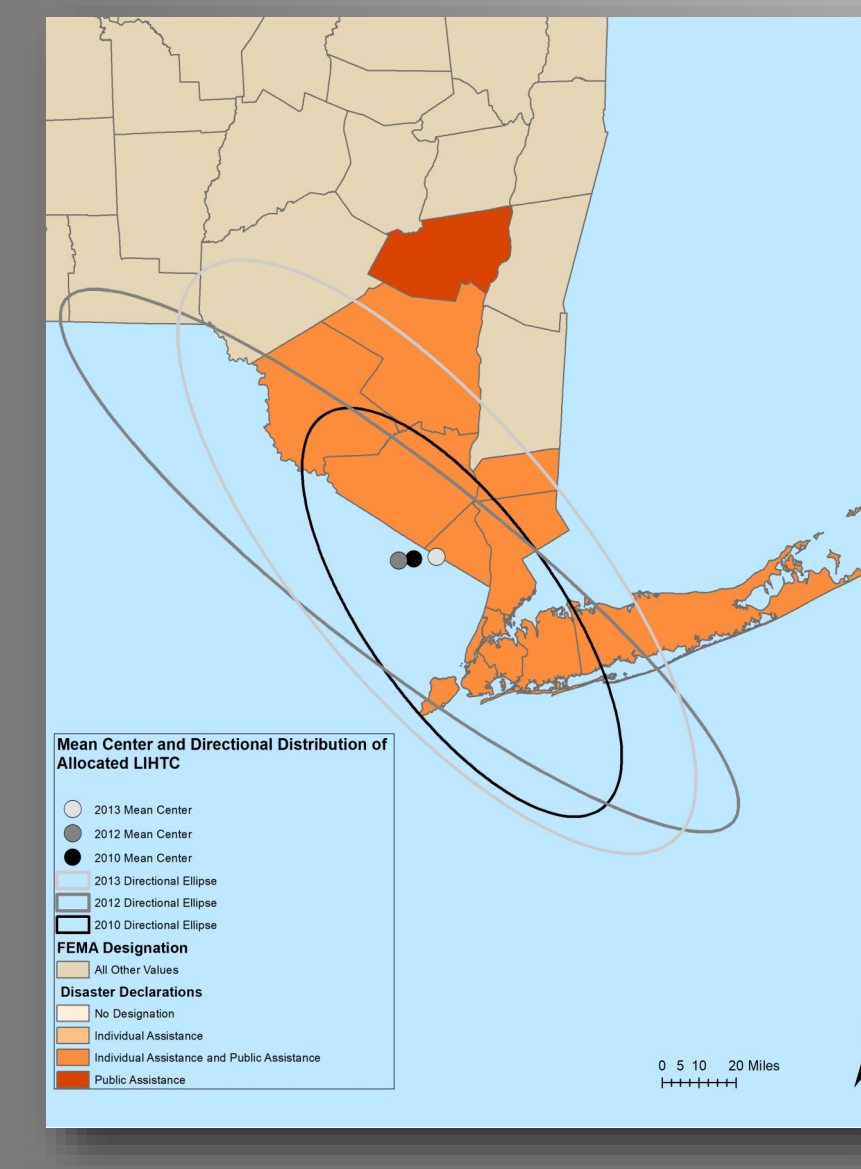 Mean Center and Directional Distribution of
Allocated LIHTC
2013 Mean Center
2012 Mean Center
2010 Mean Center
2013 Directional Ellipse
2012 Directional Ellipse
2010 Directional Ellipse
FEMA Designation
All Other Values
Disaster Declarations
No Designation
Individual Assistance
Individual Assistance and Public Assistance
Public Assistance
0 5 10 20 Miles